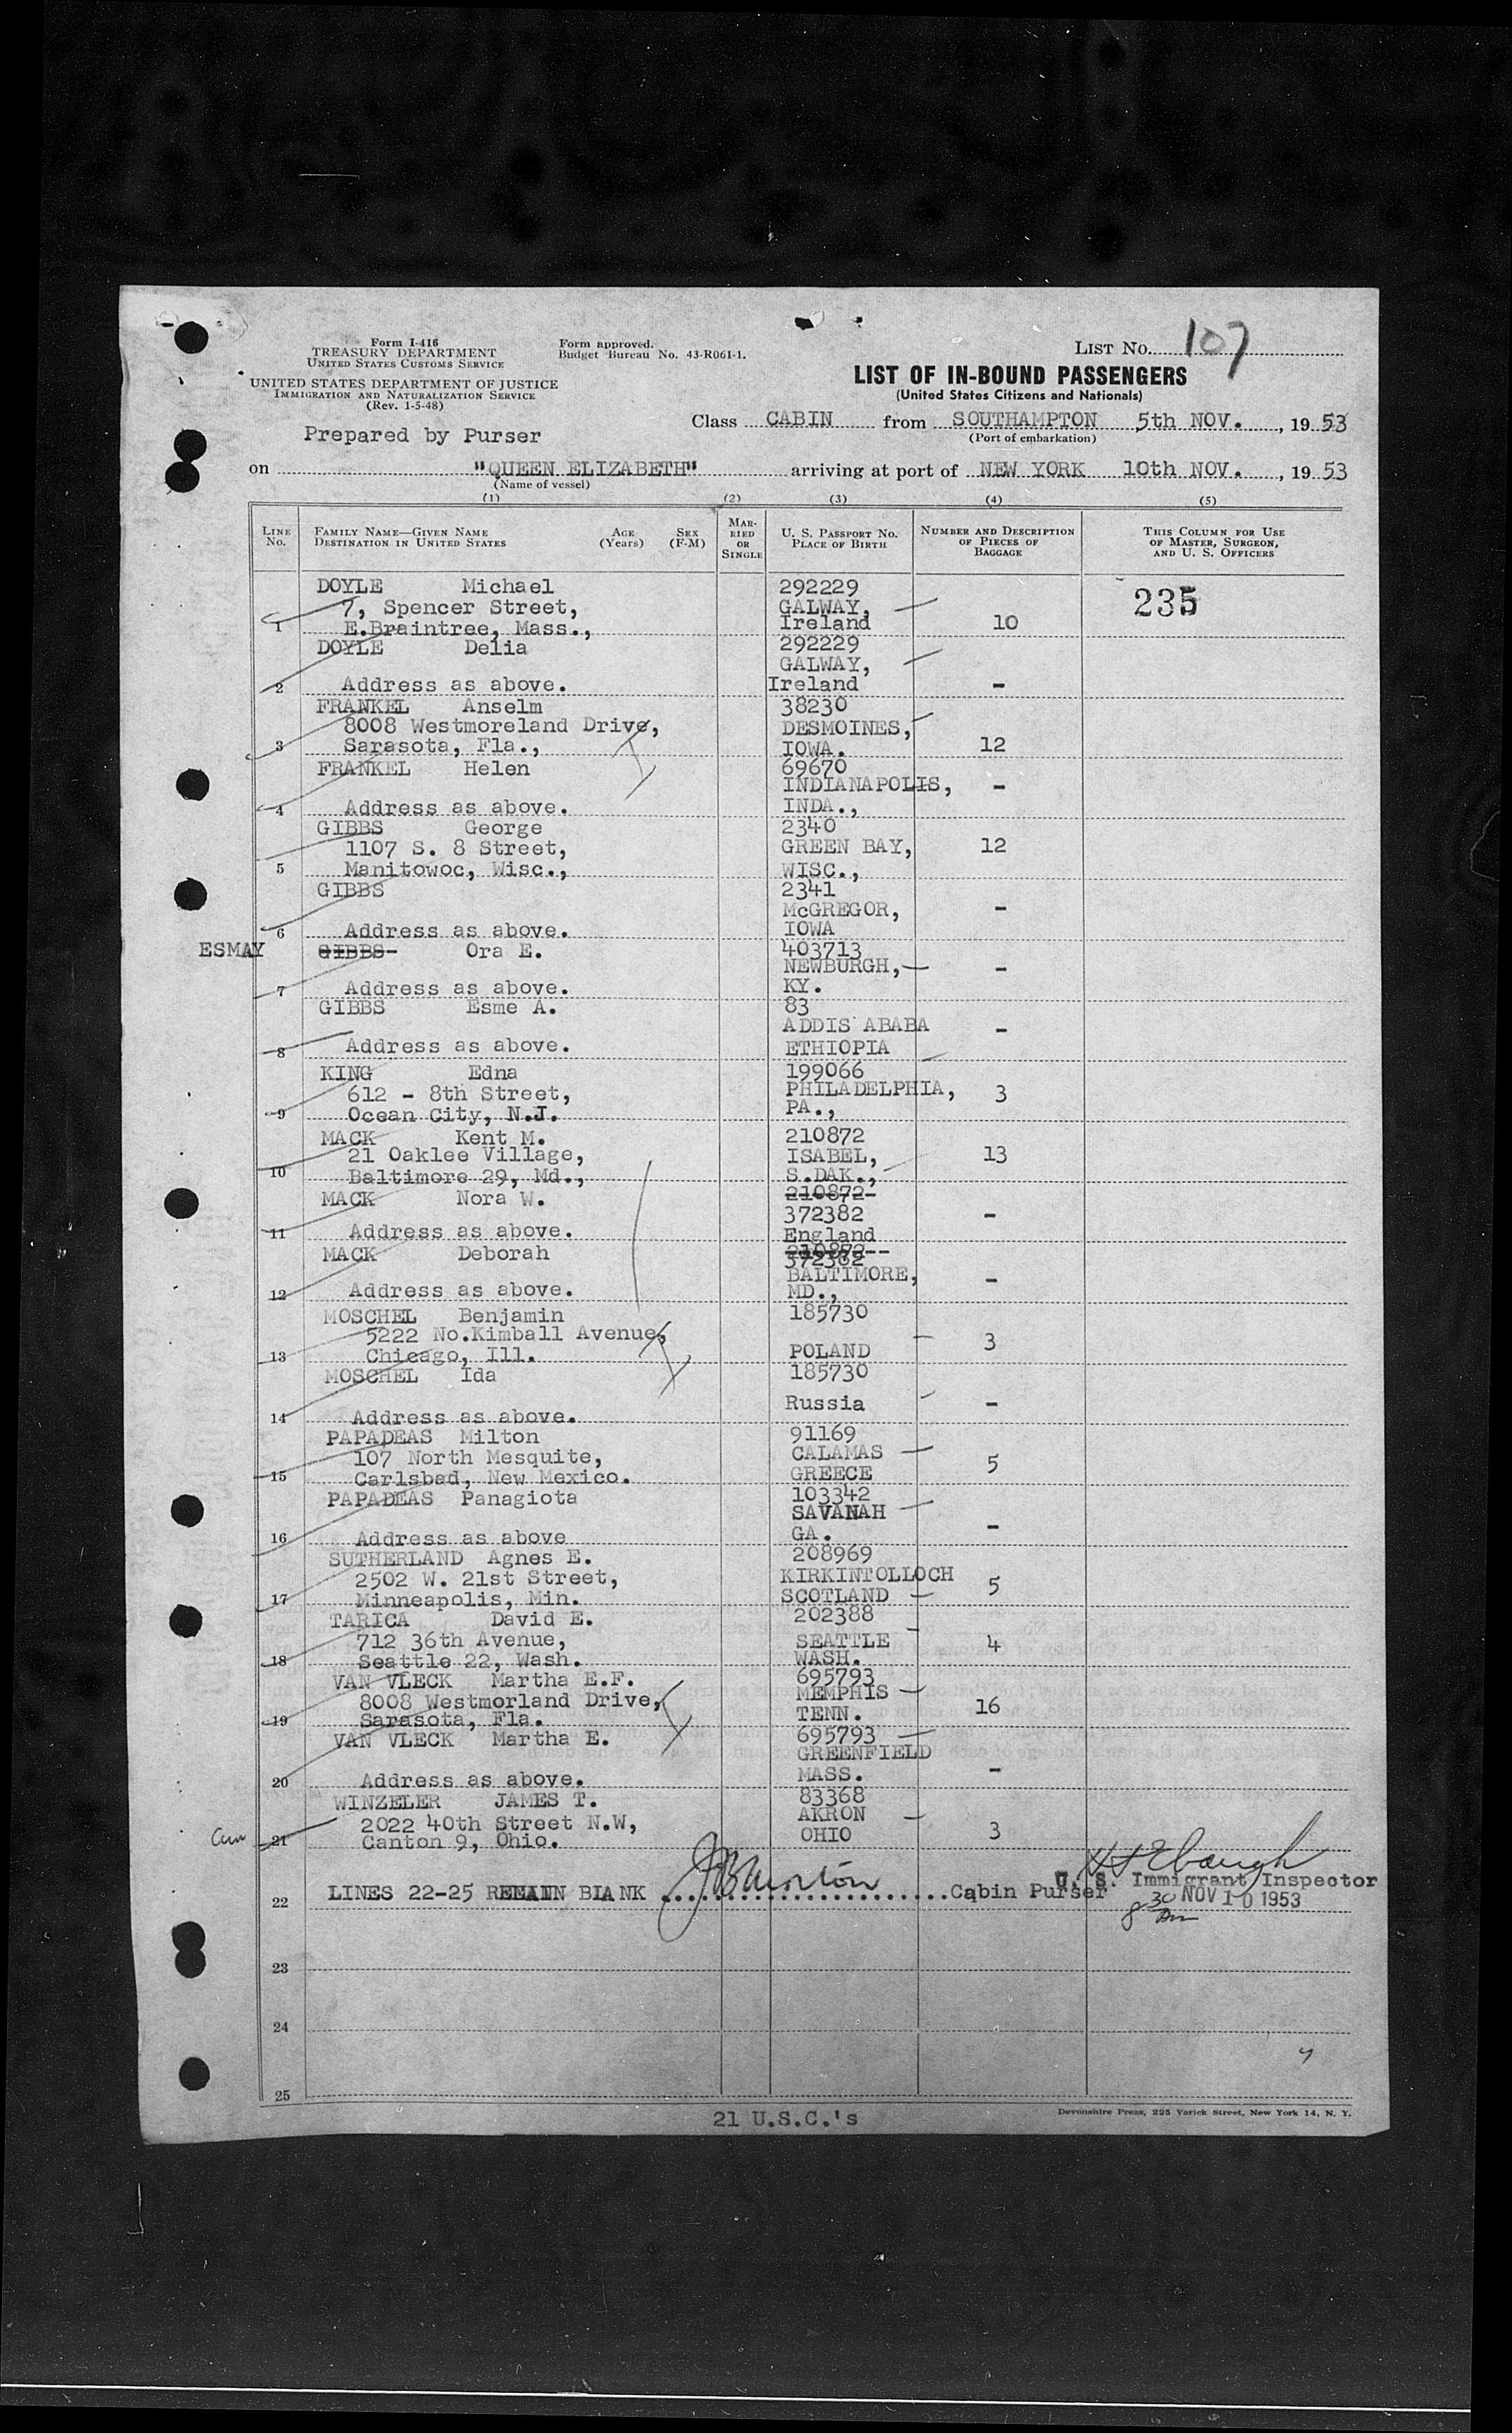 Form I-416
TREASURY DEPARTMENT
UNITED STATES CUSTOMS SERVICE
UNITED STATES DEPARTMENT OF JUSTICE
IMMIGRATION AND NATURALIZATION SERVICE
(Rev. 1-5-48)
Form approved.
Budget Bureau No. 43-R061-1.
LIST NO. 107
LIST OF IN-BOUND PASSENGERS
(United States Citizens and Nationals)
Prepared by Purser
Class CABIN from SOUTHAMPTON 5th NOV., 1953
(Port of embarkation)
on "QUEEN ELIZABETH" arriving at port of NEW YORK 10th NOV., 1953
(Name of vessel)
(1) (2) (3) (4) (5)
LINE NO. FAMILY NAME—GIVEN NAME DESTINATION IN UNITED STATES AGE (Years) SEX (F-M) MARRIED OR SINGLE U. S. PASSPORT NO. PLACE OF BIRTH NUMBER AND DESCRIPTION OF PIECES OF BAGGAGE THIS COLUMN FOR USE OF MASTER, SURGEON, AND U. S. OFFICERS
DOYLE Michael 292229
7, Spencer Street, GALWAY, 235
1 E.Braintree, Mass., Ireland 10
DOYLE Delia 292229
GALWAY,
2 Address as above. Ireland -
FRANKEL Anselm 38230
8008 Westmoreland Drive, DESMOINES,
3 Sarasota, Fla., IOWA. 12
FRANKEL Helen 69670
INDIANAPOLIS, -
4 Address as above. INDA.,
GIBBS George 2340
1107 S. 8 Street, GREEN BAY, 12
5 Manitowoc, Wisc., WISC.,
GIBBS 2341
McGREGOR, -
6 Address as above. IOWA
ESMAY GIBBS Ora E. 403713
NEWBURGH, -
7 Address as above. KY.
GIBBS Esme A. 83
ADDIS ABABA -
8 Address as above. ETHIOPIA
KING Edna 199066
612 - 8th Street, PHILADELPHIA, 3
9 Ocean City, N.J. PA.,
MACK Kent M. 210872
21 Oaklee Village, ISABEL, 13
10 Baltimore 29, Md., S.DAK.,
MACK Nora W. 210872
372382 -
11 Address as above. England
MACK Deborah 210872
372382
BALTIMORE, -
12 Address as above. MD.,
MOSCHEL Benjamin 185730
5222 No.Kimball Avenue, 3
13 Chicago, Ill. POLAND
MOSCHEL Ida 185730
Russia -
14 Address as above.
PAPADEAS Milton 91169
107 North Mesquite, CALAMAS 5
15 Carlsbad, New Mexico. GREECE
PAPADEAS Panagiota 103342
SAVANAH -
16 Address as above GA.
SUTHERLAND Agnes E. 208969
2502 W. 21st Street, KIRKINTOLLOCH 5
17 Minneapolis, Min. SCOTLAND
TARICA David E. 202388
712 36th Avenue, SEATTLE 4
18 Seattle 22, Wash. WASH.
VAN VLECK Martha E.F. 695793
8008 Westmorland Drive, MEMPHIS 16
19 Sarasota, Fla. TENN.
VAN VLECK Martha E. 695793
GREENFIELD -
20 Address as above. MASS.
WINZELER JAMES T. 83368
2022 40th Street N.W, AKRON 3
21 Canton 9, Ohio. OHIO
22 LINES 22-25 REMAIN BLANK Cabin Purser U. S. Immigrant Inspector
8 30 Am NOV 10 1953
23
24
25
21 U.S.C.'s
Devonshire Press, 225 Varick Street, New York 14, N. Y.